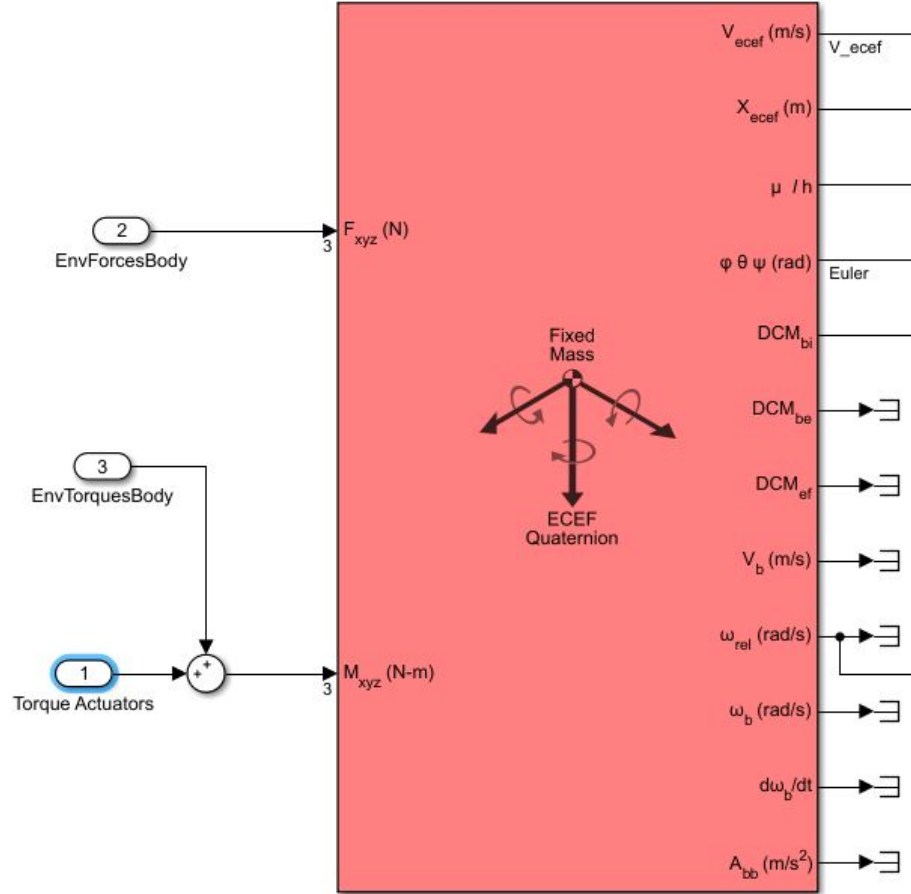 V_ecef (m/s)
V_ecef
X_ecef (m)
μ / h
2
F_xyz (N)
3
EnvForcesBody
φ θ ψ (rad)
Euler
DCM_bi
Fixed
Mass
DCM_be
3
EnvTorquesBody
DCM_ef
ECEF
Quaternion
V_b (m/s)
ω_rel (rad/s)
1
+
+
M_xyz (N-m)
3
Torque Actuators
ω_b (rad/s)
dω_b/dt
A_bb (m/s²)